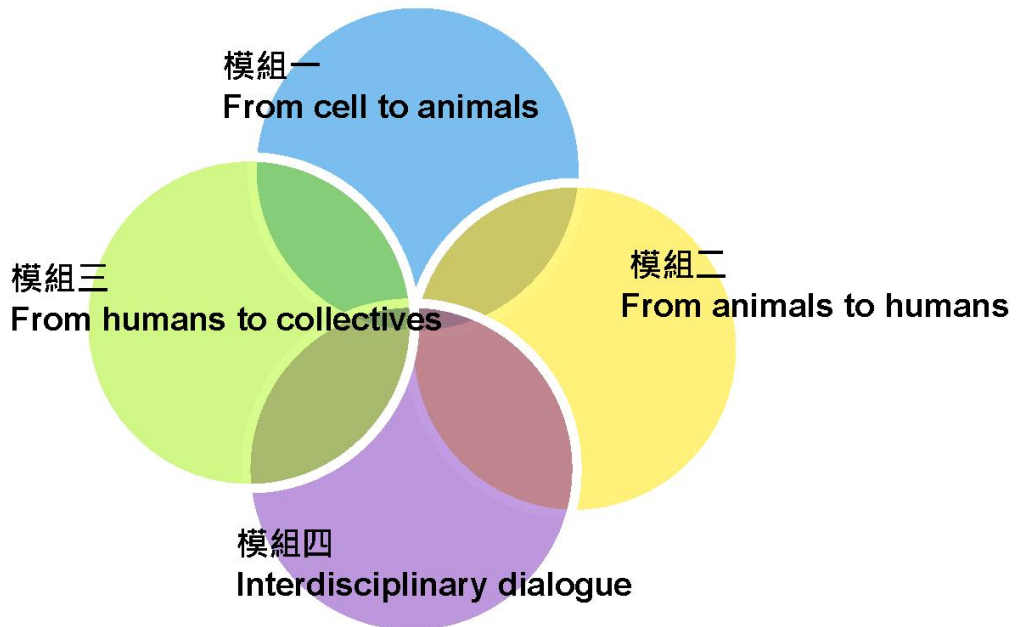 模組一
From cell to animals
模組二
From animals to humans
模組三
From humans to collectives
模組四
Interdisciplinary dialogue